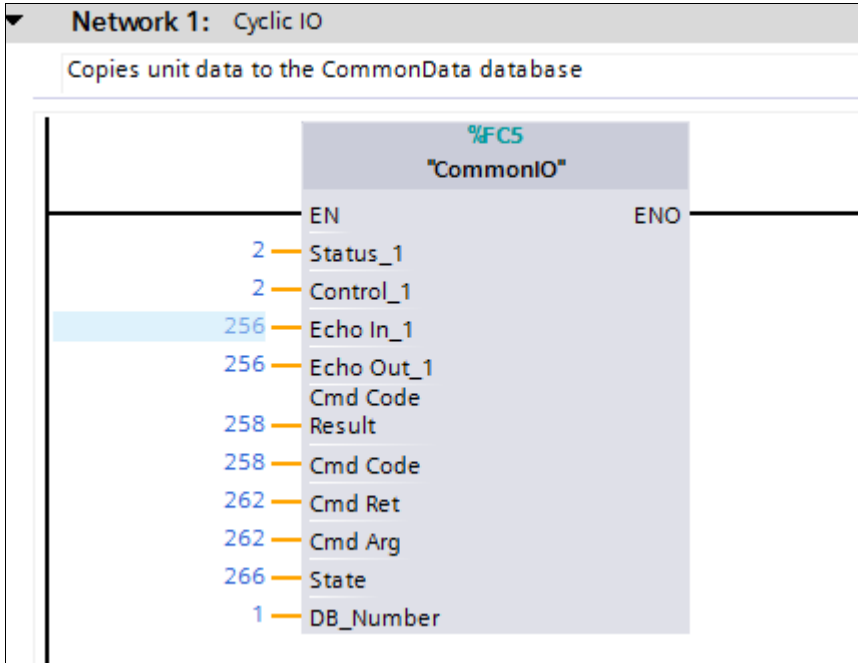 Network 1: Cyclic IO
Copies unit data to the CommonData database
%FC5
"CommonIO"
EN ENO
2 Status_1
2 Control_1
256 Echo In_1
256 Echo Out_1
Cmd Code
258 Result
258 Cmd Code
262 Cmd Ret
262 Cmd Arg
266 State
1 DB_Number